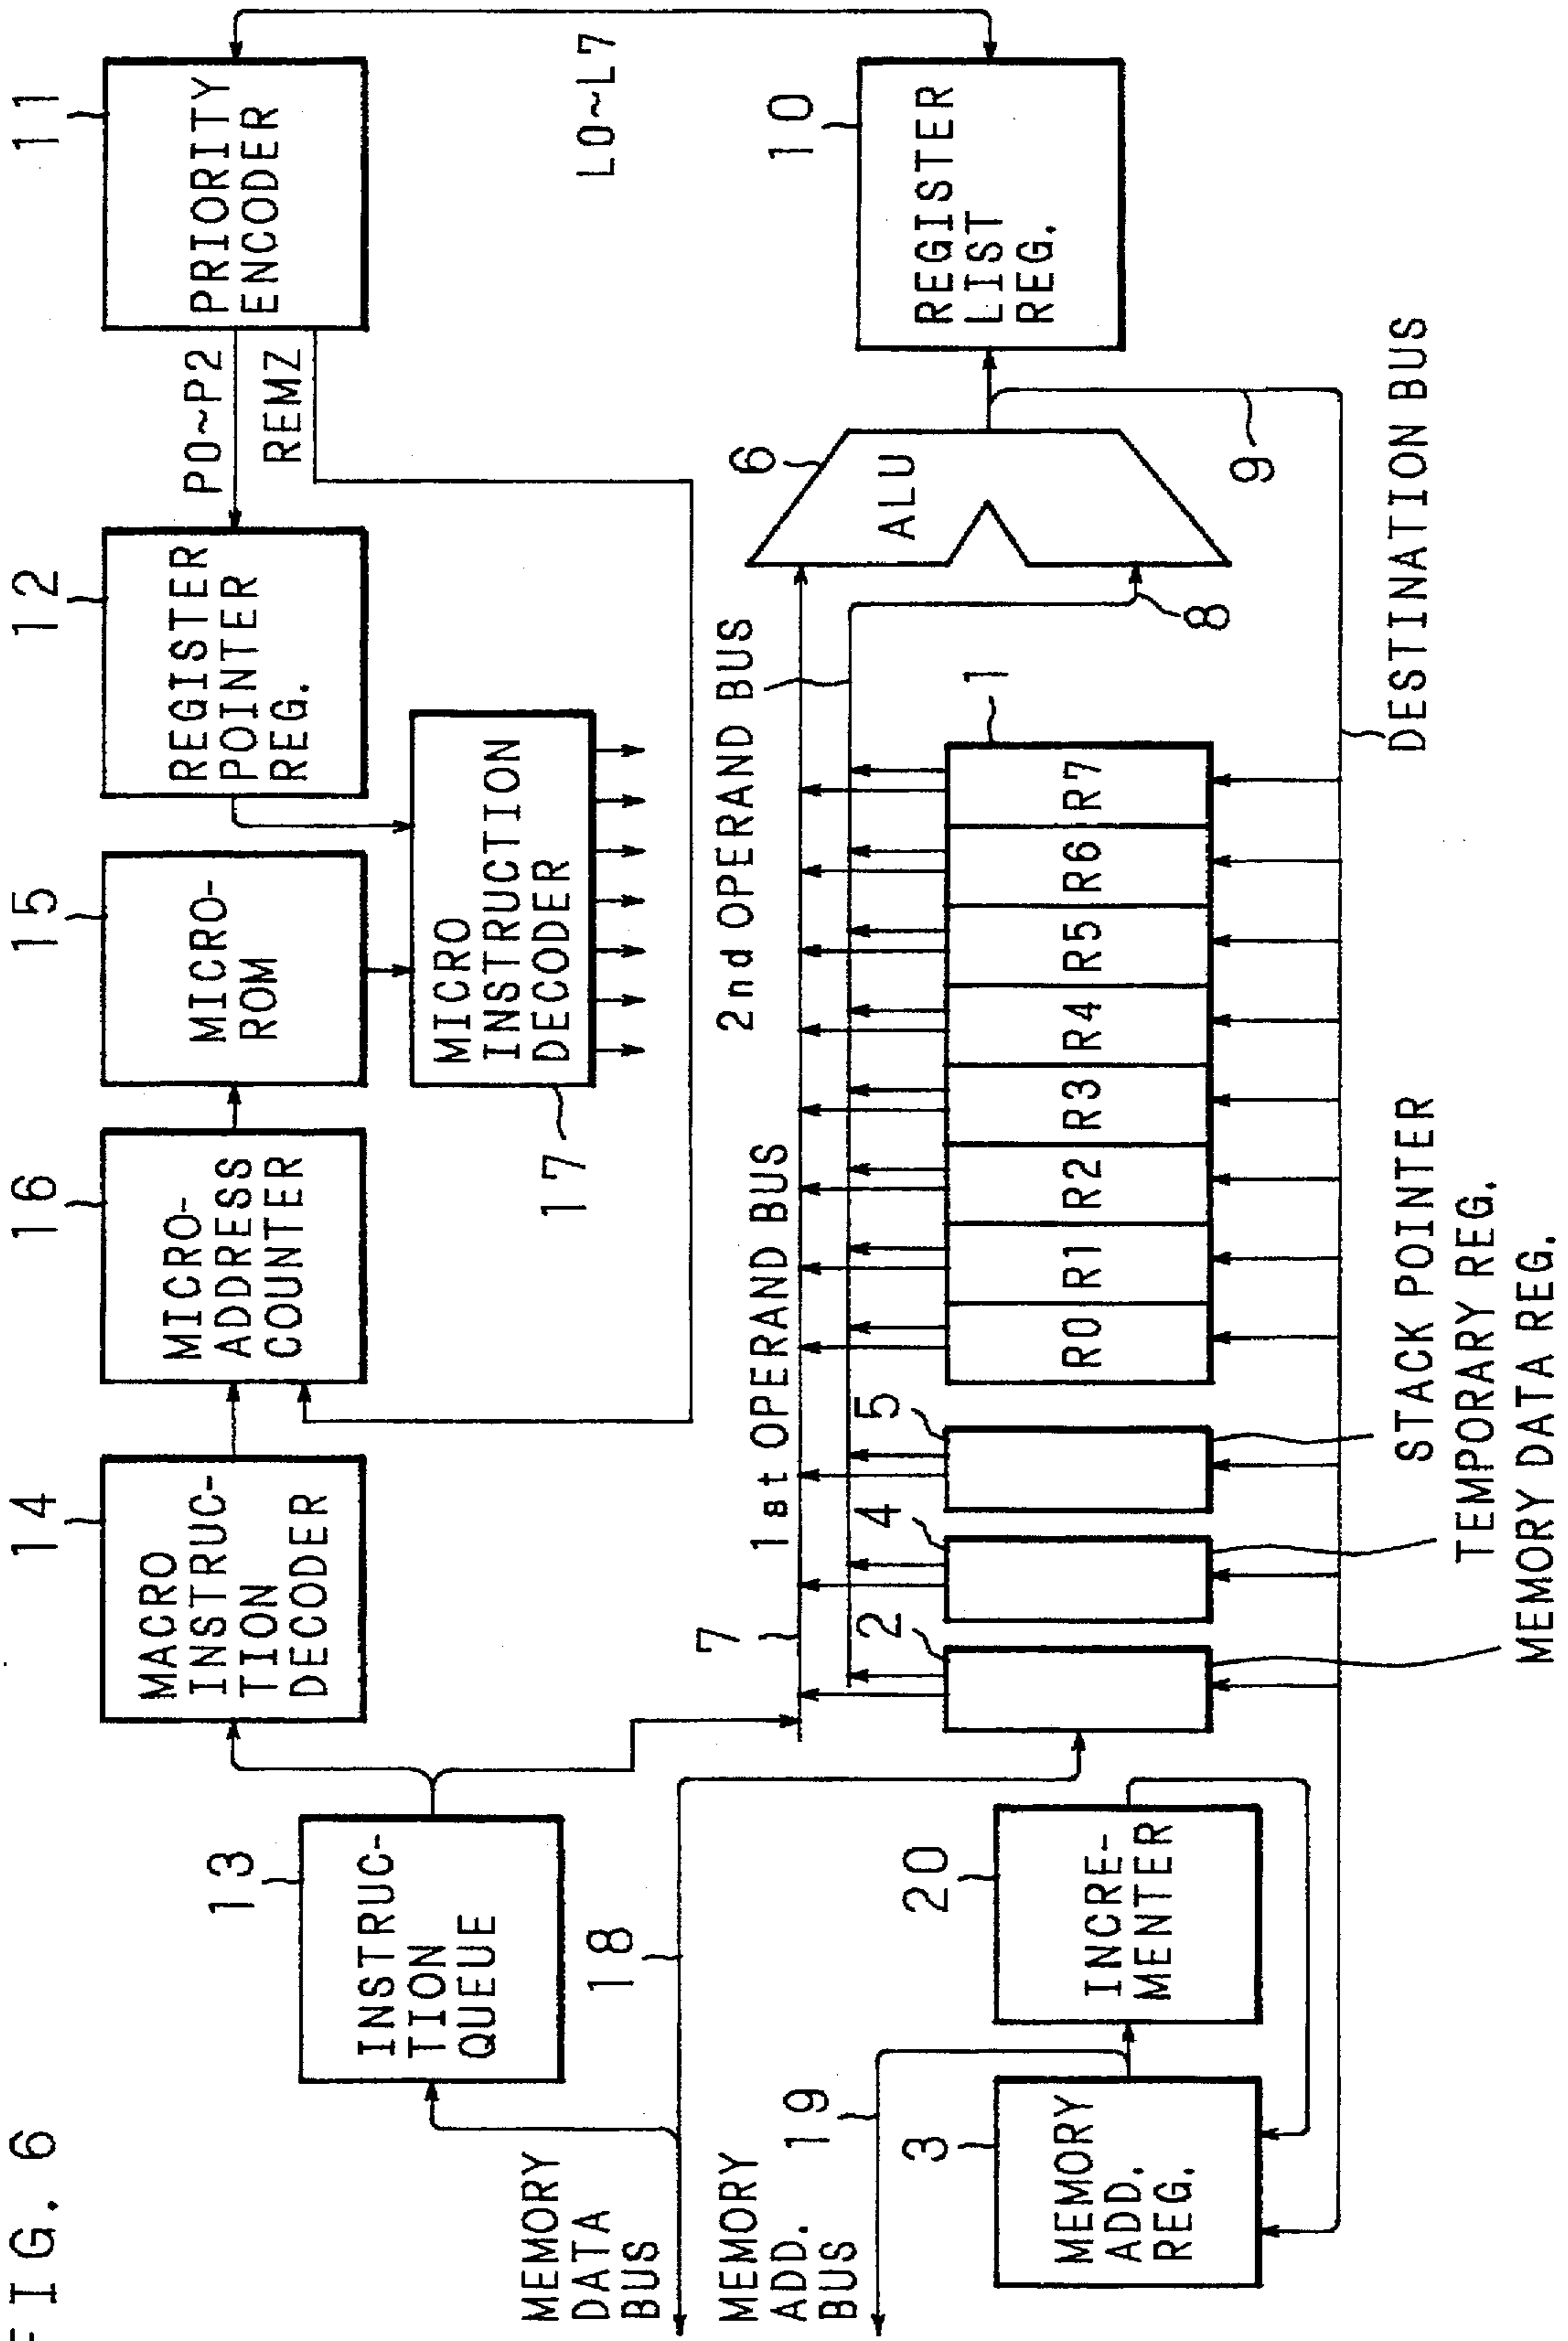 FIG. 6
14
MACRO
INSTRUC-
TION
DECODER
16
MICRO-
ADDRESS
COUNTER
15
MICRO-
ROM
12
REGISTER
POINTER
REG.
P0~P2
REMZ
11
PRIORITY
ENCODER
13
INSTRUC-
TION
QUEUE
17
MICRO
INSTRUCTION
DECODER
L0~L7
MEMORY
DATA
BUS
18
7
1st OPERAND BUS
2nd OPERAND BUS
6
ALU
10
REGISTER
LIST
REG.
MEMORY
ADD.
BUS
19
3
MEMORY
ADD.
REG.
20
INCRE-
MENTER
2
4
5
1
R0
R1
R2
R3
R4
R5
R6
R7
8
9
STACK POINTER
TEMPORARY REG.
MEMORY DATA REG.
DESTINATION BUS